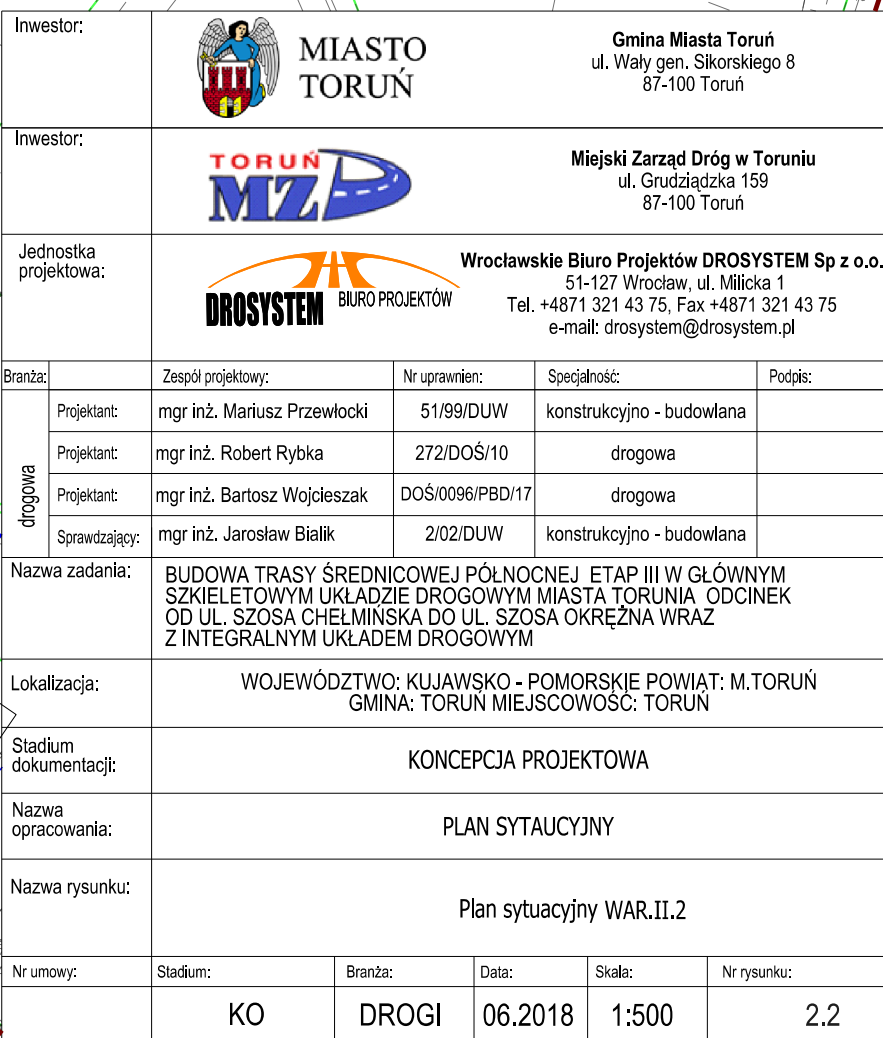 Inwestor:
MIASTO
TORUŃ
Gmina Miasta Toruń
ul. Wały gen. Sikorskiego 8
87-100 Toruń
Inwestor:
TORUŃ
MZD
Miejski Zarząd Dróg w Toruniu
ul. Grudziądzka 159
87-100 Toruń
Jednostka
projektowa:
DROSYSTEM BIURO PROJEKTÓW
Wrocławskie Biuro Projektów DROSYSTEM Sp z o.o.
51-127 Wrocław, ul. Milicka 1
Tel. +4871 321 43 75, Fax +4871 321 43 75
e-mail: drosystem@drosystem.pl
Branża: Zespół projektowy: Nr uprawnien: Specjalność: Podpis:
drogowa
Projektant: mgr inż. Mariusz Przewłocki 51/99/DUW konstrukcyjno - budowlana
Projektant: mgr inż. Robert Rybka 272/DOŚ/10 drogowa
Projektant: mgr inż. Bartosz Wojcieszak DOŚ/0096/PBD/17 drogowa
Sprawdzający: mgr inż. Jarosław Bialik 2/02/DUW konstrukcyjno - budowlana
Nazwa zadania:
BUDOWA TRASY ŚREDNICOWEJ PÓŁNOCNEJ ETAP III W GŁÓWNYM
SZKIELETOWYM UKŁADZIE DROGOWYM MIASTA TORUNIA ODCINEK
OD UL. SZOSA CHEŁMIŃSKA DO UL. SZOSA OKRĘŻNA WRAZ
Z INTEGRALNYM UKŁADEM DROGOWYM
Lokalizacja:
WOJEWÓDZTWO: KUJAWSKO - POMORSKIE POWIAT: M.TORUŃ
GMINA: TORUŃ MIEJSCOWOŚĆ: TORUŃ
Stadium
dokumentacji:
KONCEPCJA PROJEKTOWA
Nazwa
opracowania:
PLAN SYTAUCYJNY
Nazwa rysunku:
Plan sytuacyjny WAR.II.2
Nr umowy: Stadium: Branża: Data: Skala: Nr rysunku:
KO DROGI 06.2018 1:500 2.2